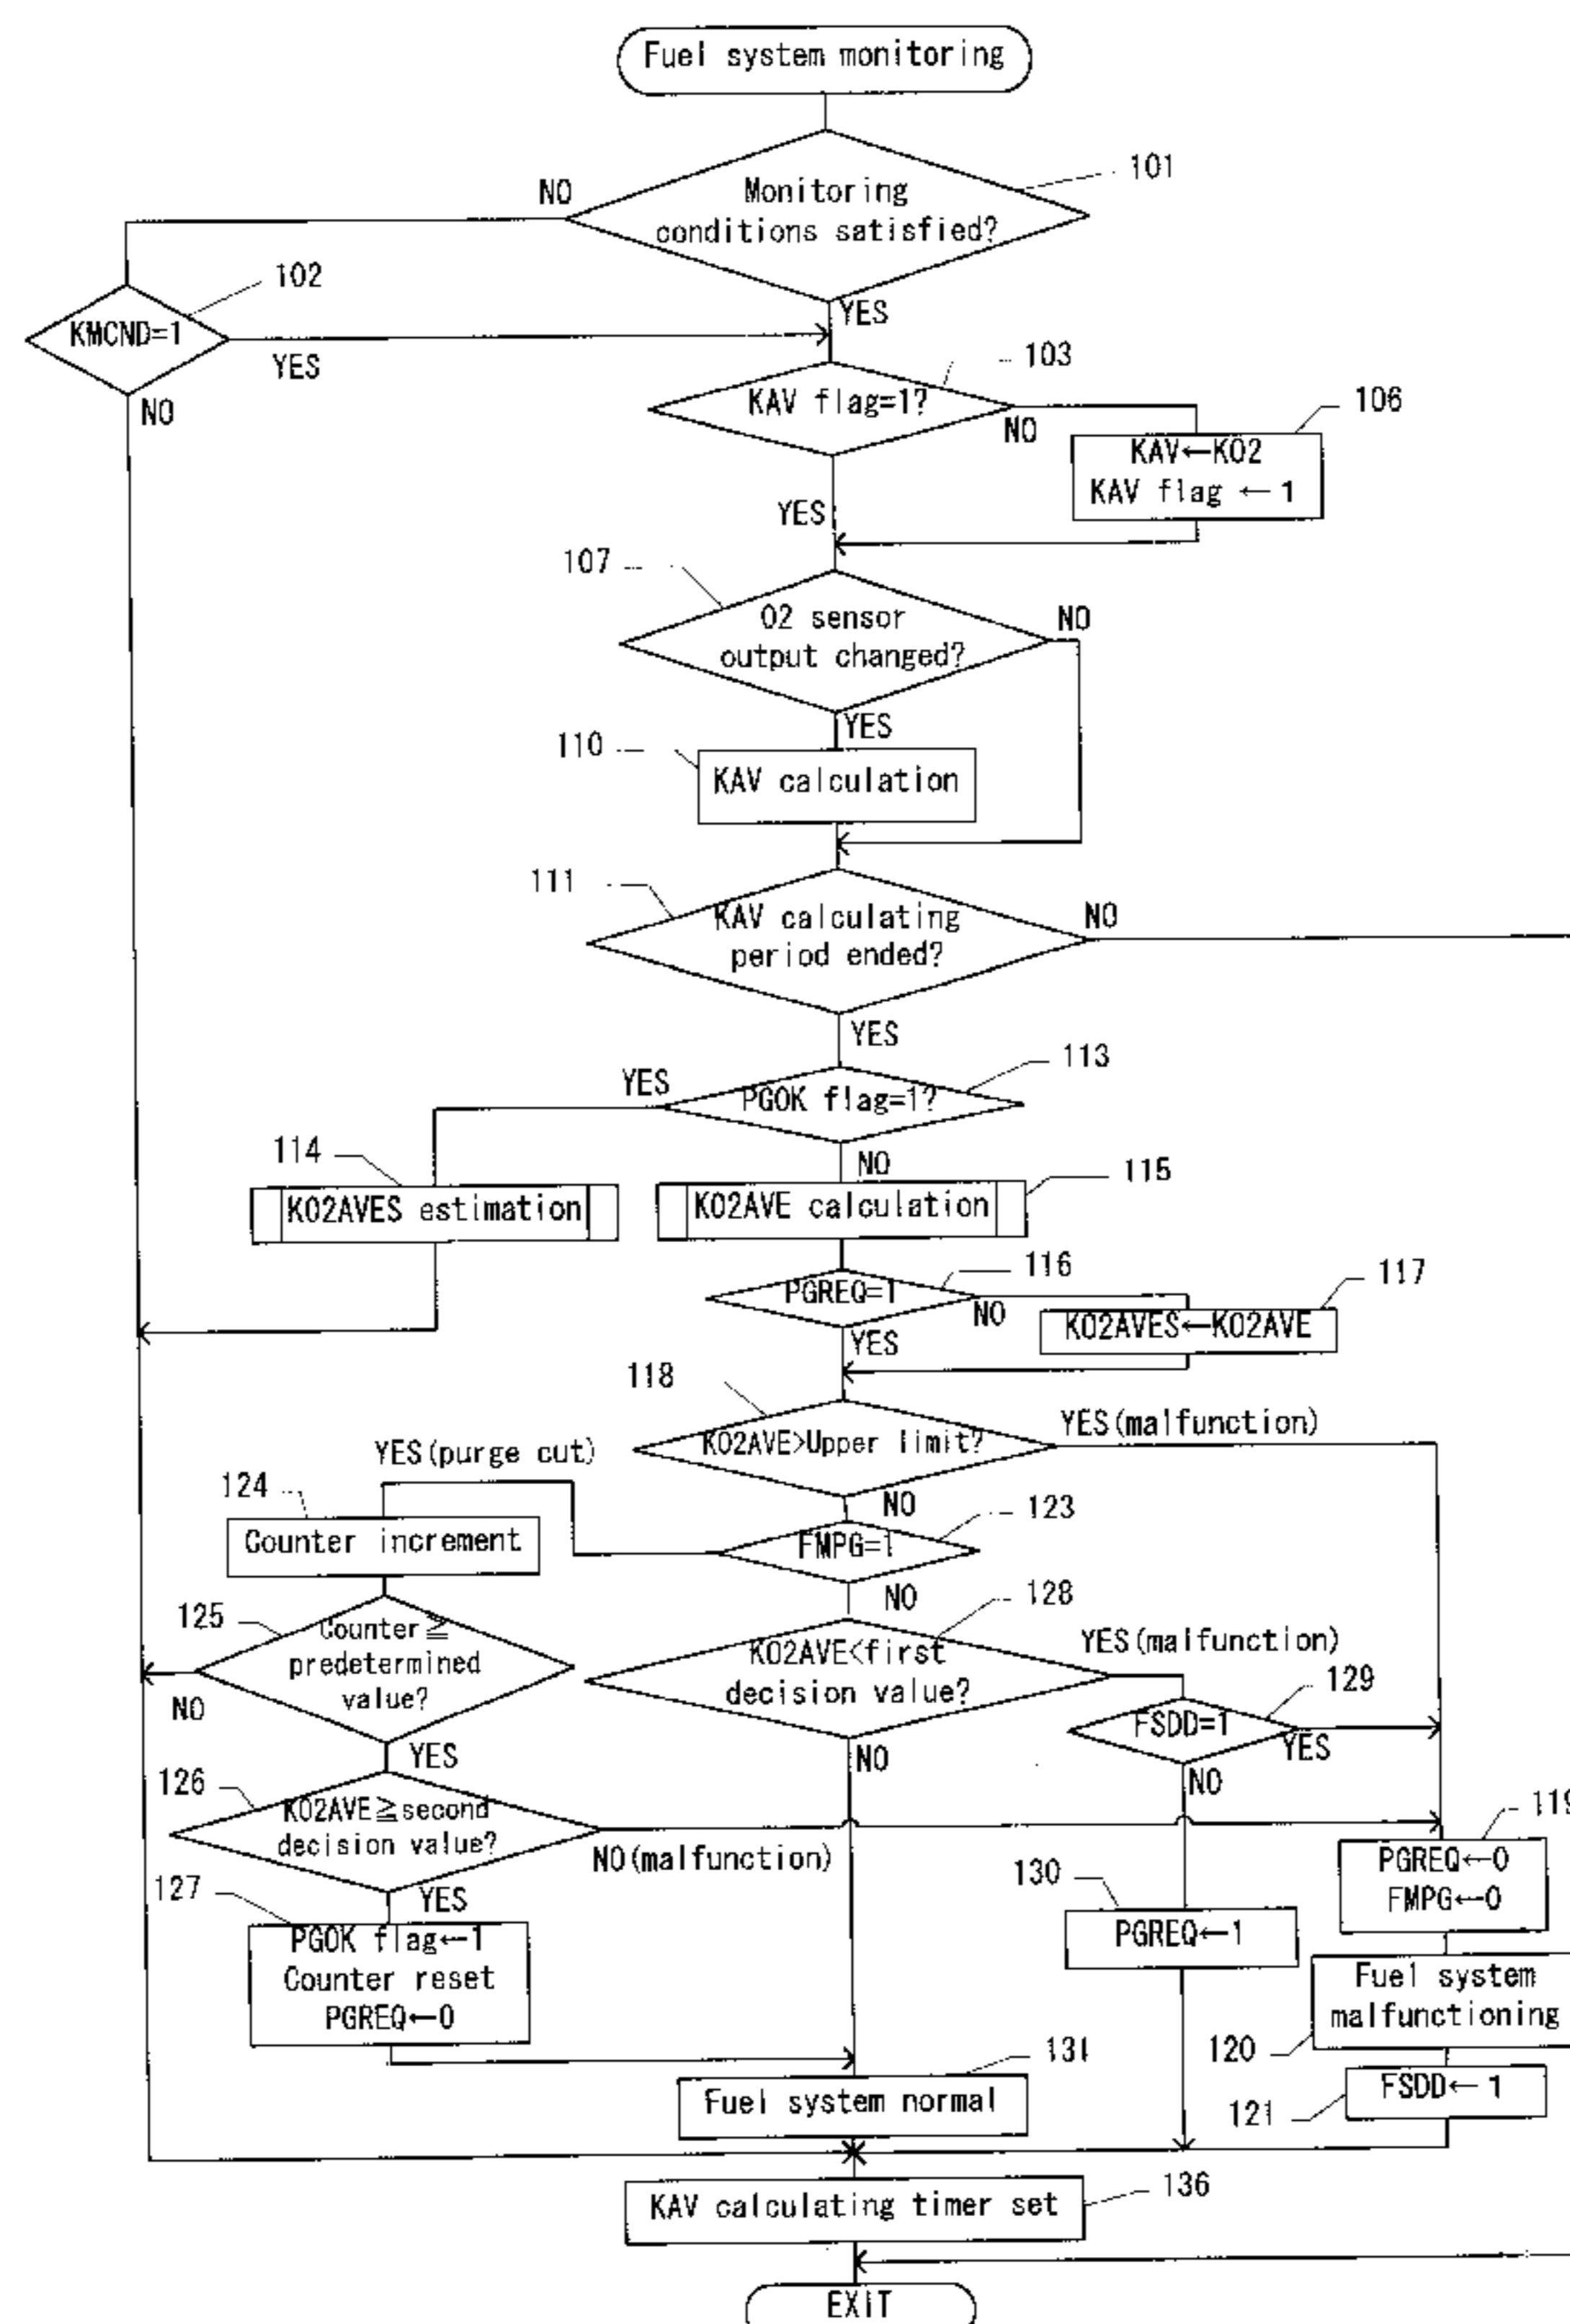 Fuel system monitoring
101
NO
Monitoring
conditions satisfied?
102
YES
KMCND=1
YES
103
NO
KAV flag=1?
106
NO
KAV←KO2
KAV flag ← 1
YES
107
O2 sensor
output changed?
NO
YES
110
KAV calculation
111
KAV calculating
period ended?
NO
YES
113
YES
PGOK flag=1?
114
NO
115
KO2AVES estimation
KO2AVE calculation
116
117
PGREQ=1
NO
KO2AVES←KO2AVE
YES
118
YES(malfunction)
KO2AVE>Upper limit?
YES(purge cut)
124
NO
123
Counter increment
FMPG=1
NO
128
125
Counter≧
predetermined
value?
KO2AVE<first
decision value?
YES(malfunction)
129
NO
FSDD=1
YES
YES
NO
NO
126
KO2AVE≧second
decision value?
NO(malfunction)
119
PGREQ←0
FMPG←0
127
YES
130
PGOK flag←1
Counter reset
PGREQ←0
PGREQ←1
Fuel system
malfunctioning
131
120
Fuel system normal
FSDD← 1
121
136
KAV calculating timer set
EXIT